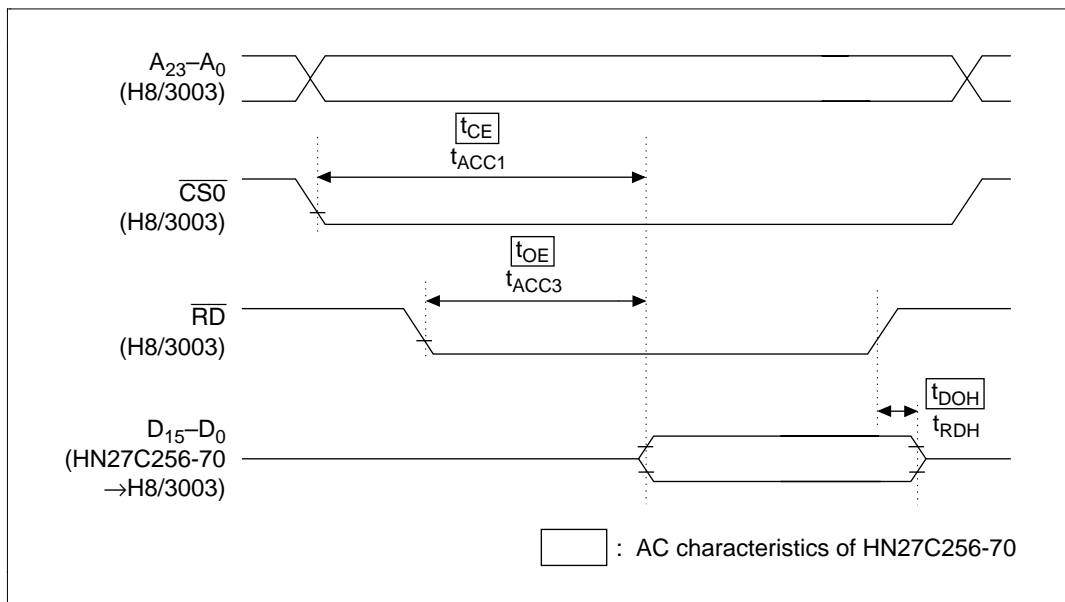 A23–A0
(H8/3003)
tCE
tACC1
CS0
(H8/3003)
tOE
tACC3
RD
(H8/3003)
tDOH
tRDH
D15–D0
(HN27C256-70
→H8/3003)
: AC characteristics of HN27C256-70